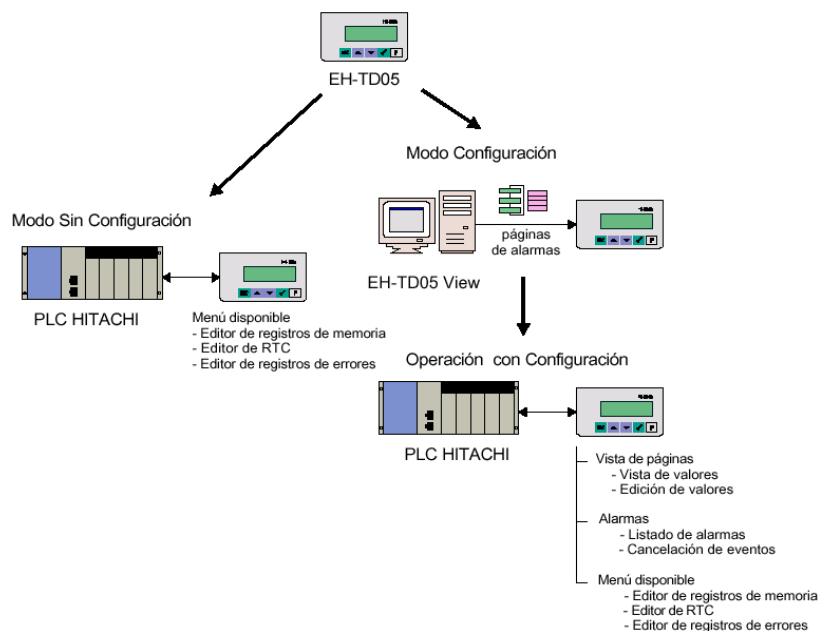 EH-TD05
Modo Configuración
Modo Sin Configuración
páginas
de alarmas
EH-TD05 View
PLC HITACHI
Menú disponible
- Editor de registros de memoria
- Editor de RTC
- Editor de registros de errores
Operación con Configuración
PLC HITACHI
Vista de páginas
- Vista de valores
- Edición de valores
Alarmas
- Listado de alarmas
- Cancelación de eventos
Menú disponible
- Editor de registros de memoria
- Editor de RTC
- Editor de registros de errores